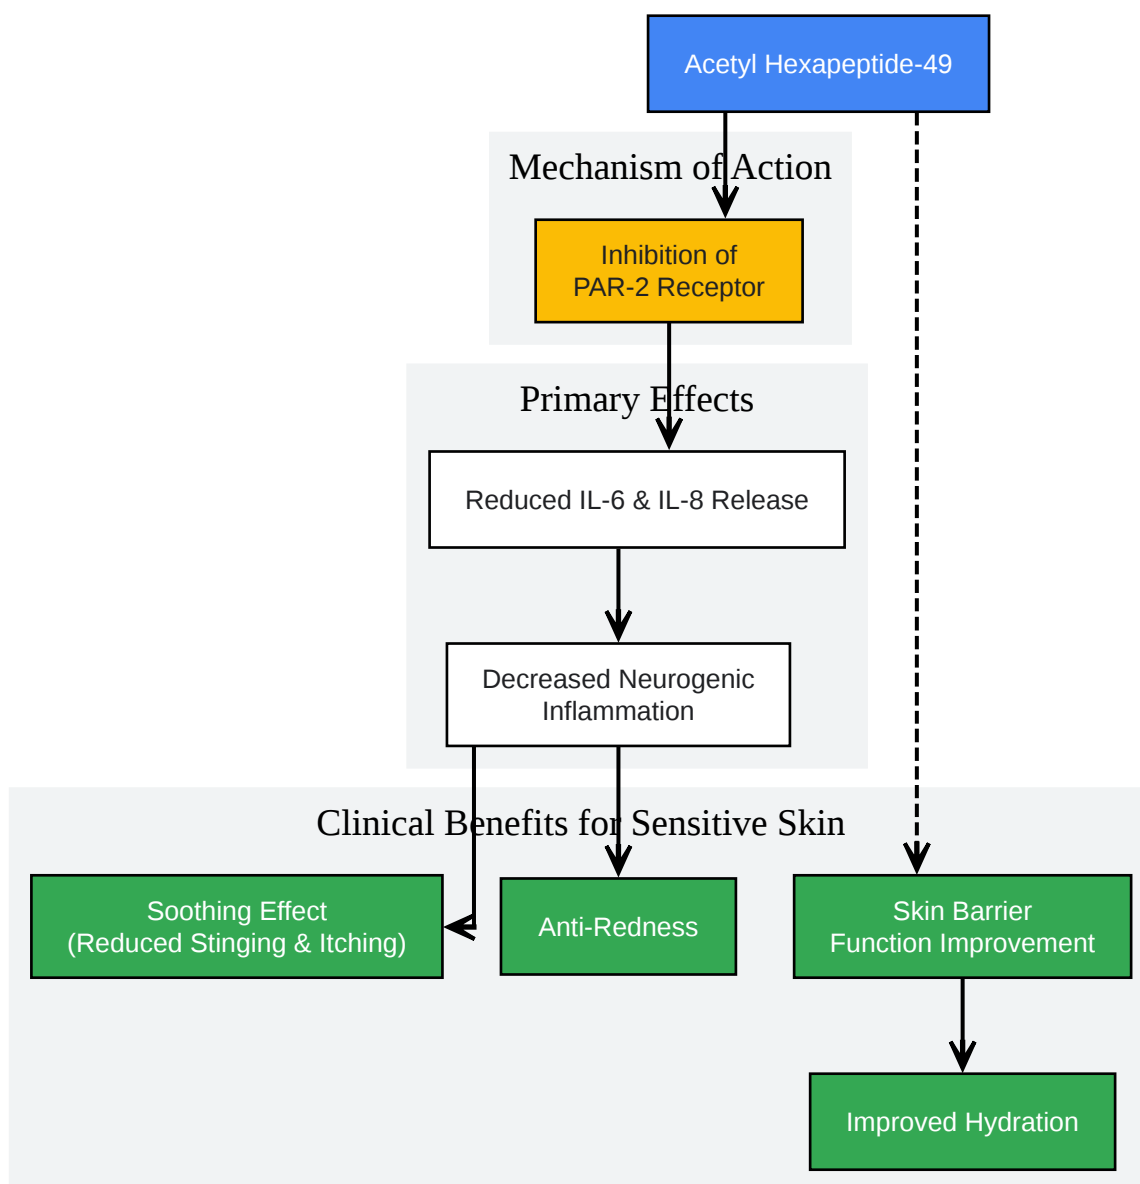 Acetyl Hexapeptide-49
Mechanism of Action
Inhibition of
PAR-2 Receptor
Primary Effects
Reduced IL-6 & IL-8 Release
Decreased Neurogenic
Inflammation
Clinical Benefits for Sensitive Skin
Soothing Effect
(Reduced Stinging & Itching)
Anti-Redness
Skin Barrier
Function Improvement
Improved Hydration